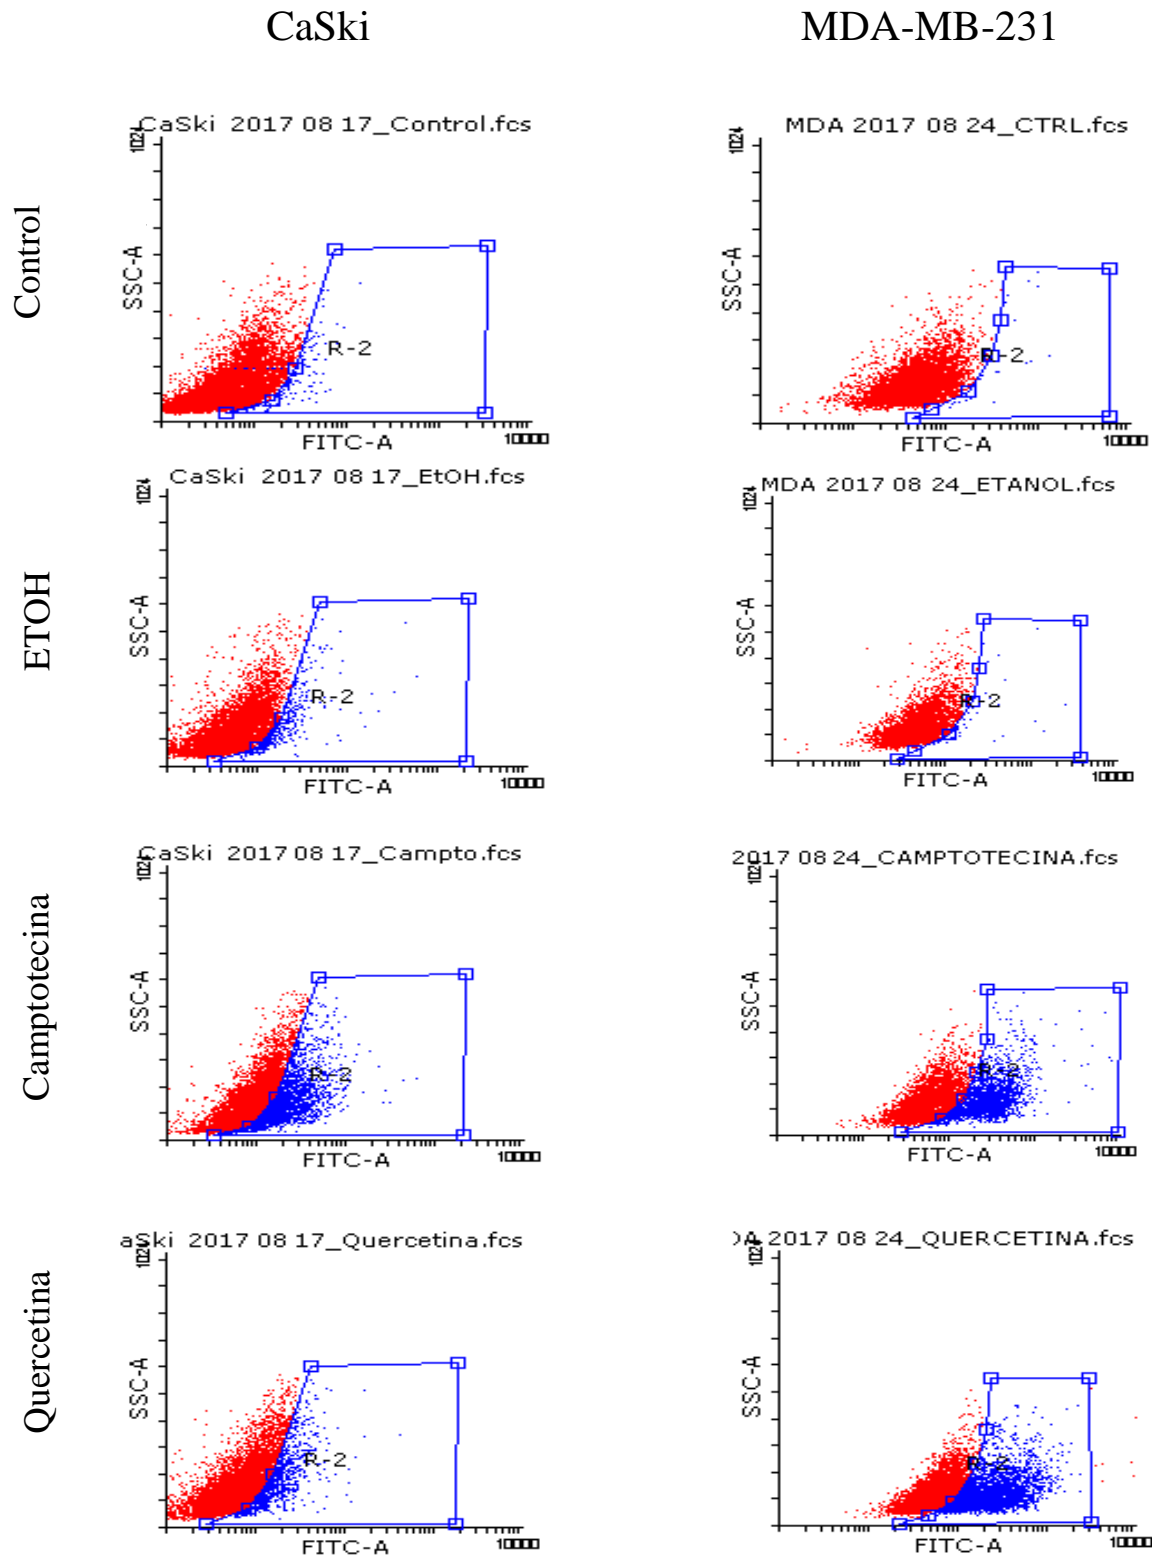 CaSki MDA-MB-231
Control
CaSki 2017 08 17_Control.fcs
1024
SSC-A
R-2
FITC-A
10000
MDA 2017 08 24_CTRL.fcs
1024
SSC-A
R-2
FITC-A
10000
ETOH
CaSki 2017 08 17_EtOH.fcs
1024
SSC-A
R-2
FITC-A
10000
MDA 2017 08 24_ETANOL.fcs
1024
SSC-A
R-2
FITC-A
10000
Camptotecina
CaSki 2017 08 17_Campto.fcs
1024
SSC-A
R-2
FITC-A
10000
2017 08 24_CAMPTOTECINA.fcs
1024
SSC-A
R-2
FITC-A
10000
Quercetina
aSki 2017 08 17_Quercetina.fcs
1024
SSC-A
R-2
FITC-A
10000
A 2017 08 24_QUERCETINA.fcs
1024
SSC-A
R-2
FITC-A
10000